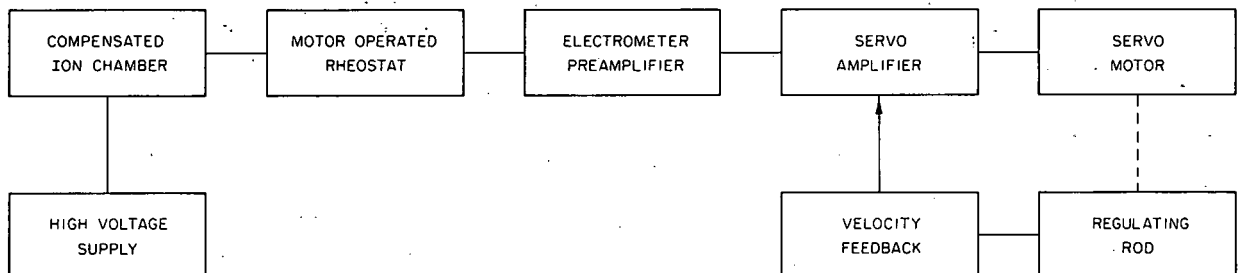 COMPENSATED
ION CHAMBER
MOTOR OPERATED
RHEOSTAT
ELECTROMETER
PREAMPLIFIER
SERVO
AMPLIFIER
SERVO
MOTOR
HIGH VOLTAGE
SUPPLY
VELOCITY
FEEDBACK
REGULATING
ROD